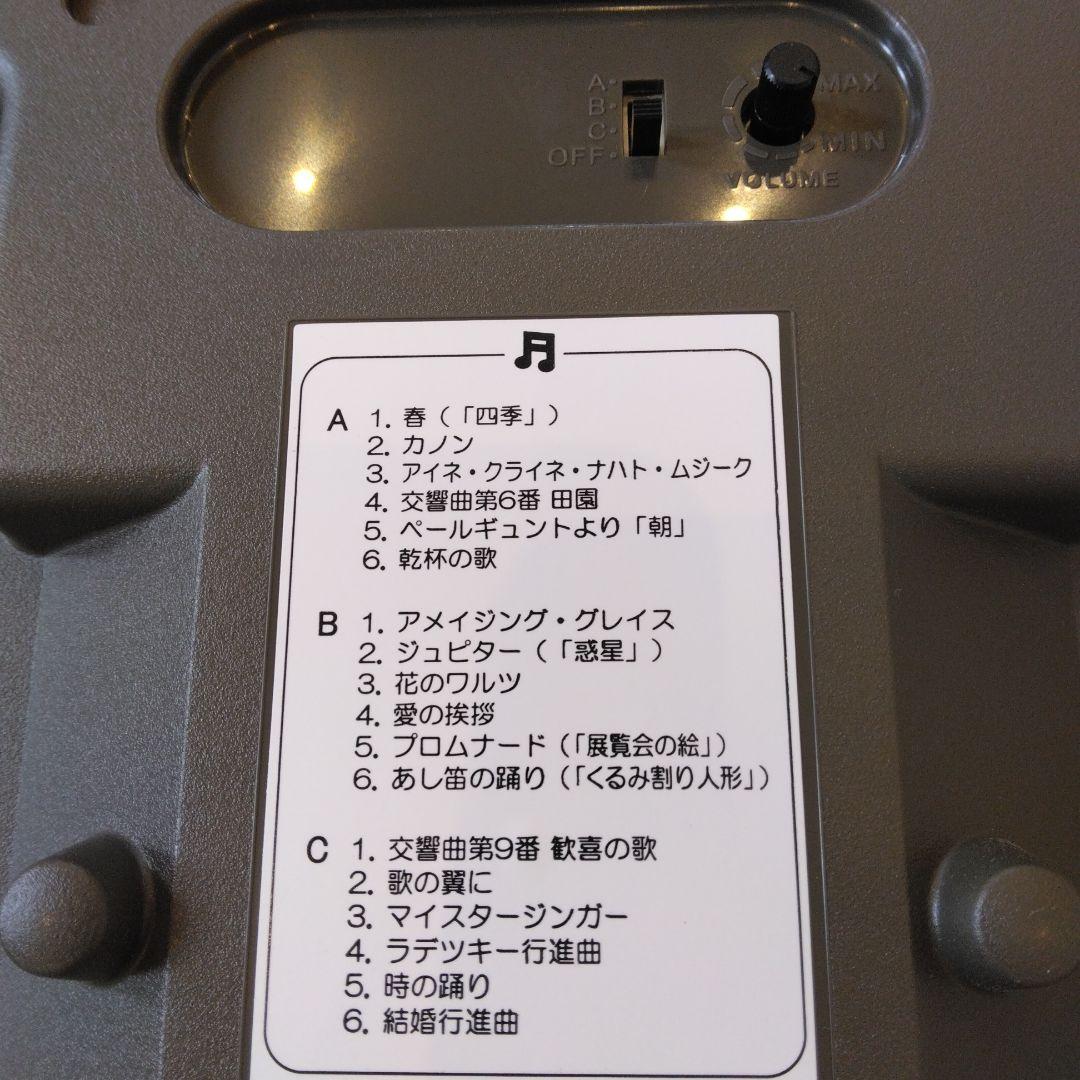 A
B
C
OFF
MAX
MIN
VOLUME
A 1. 春(「四季」)
2. カノン
3. アイネ・クライネ・ナハト・ムジーク
4. 交響曲第6番 田園
5. ペールギュントより「朝」
6. 乾杯の歌
B 1. アメイジング・グレイス
2. ジュピター(「惑星」)
3. 花のワルツ
4. 愛の挨拶
5. プロムナード(「展覧会の絵」)
6. あし笛の踊り(「くるみ割り人形」)
C 1. 交響曲第9番 歓喜の歌
2. 歌の翼に
3. マイスタージンガー
4. ラデツキー行進曲
5. 時の踊り
6. 結婚行進曲